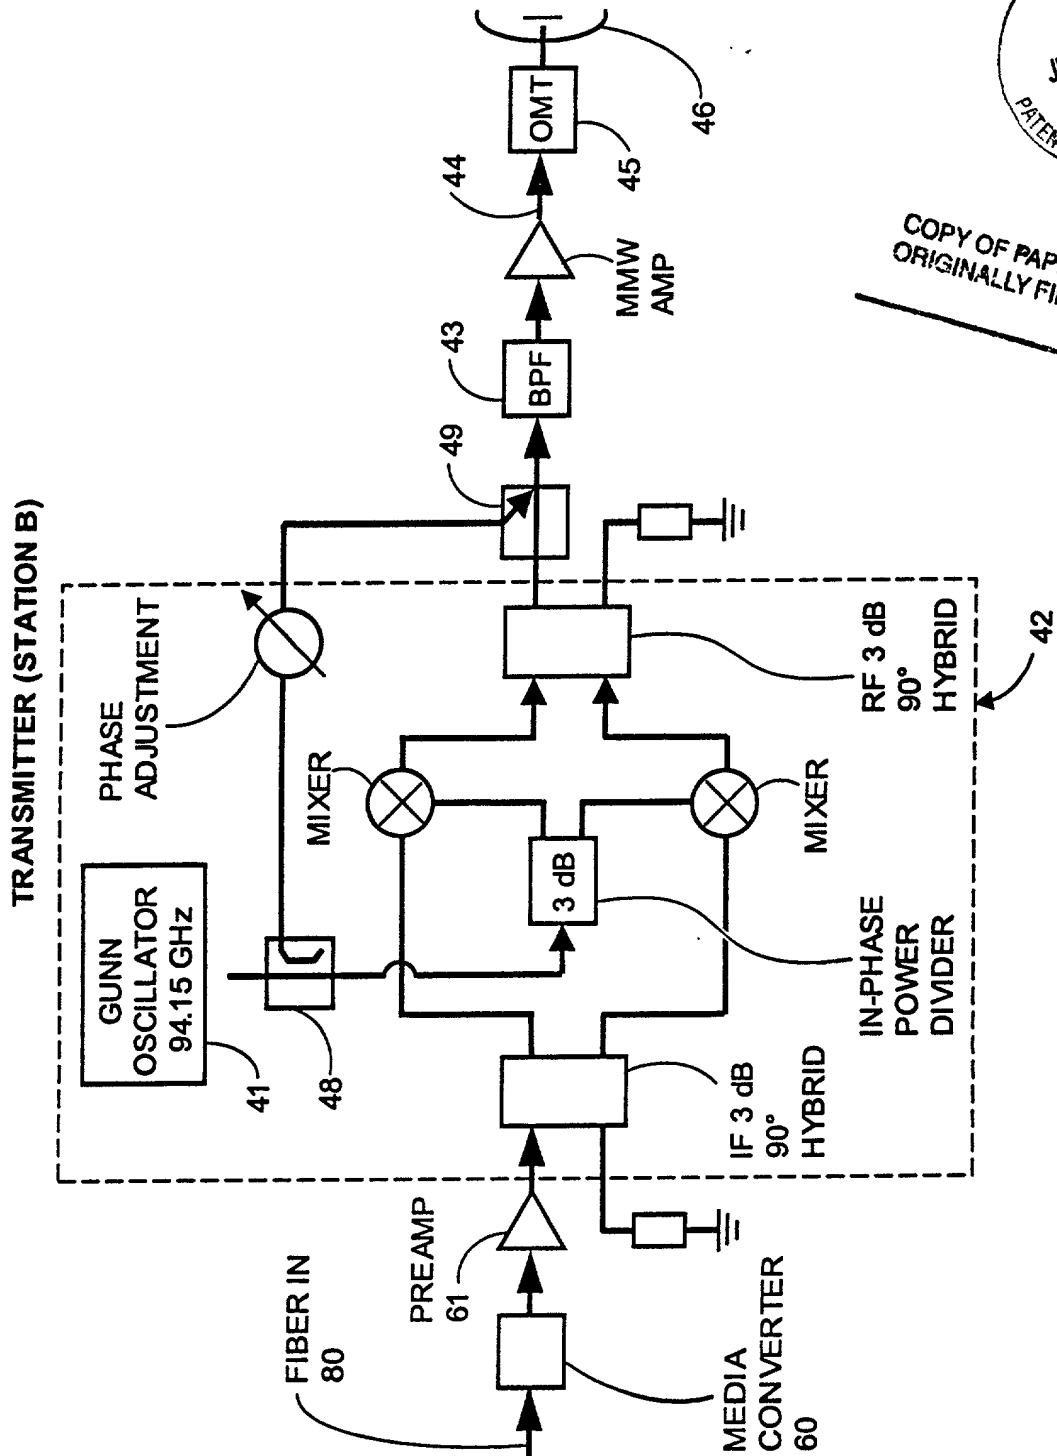 TRANSMITTER (STATION B)
FIBER IN
80
MEDIA
CONVERTER
60
PREAMP
61
GUNN
OSCILLATOR
94.15 GHz
41
48
PHASE
ADJUSTMENT
MIXER
3 dB
MIXER
IF 3 dB
90°
HYBRID
IN-PHASE
POWER
DIVIDER
RF 3 dB
90°
HYBRID
42
49
BPF
43
MMW
AMP
44
OMT
45
46
COPY OF
ORIGINALLY